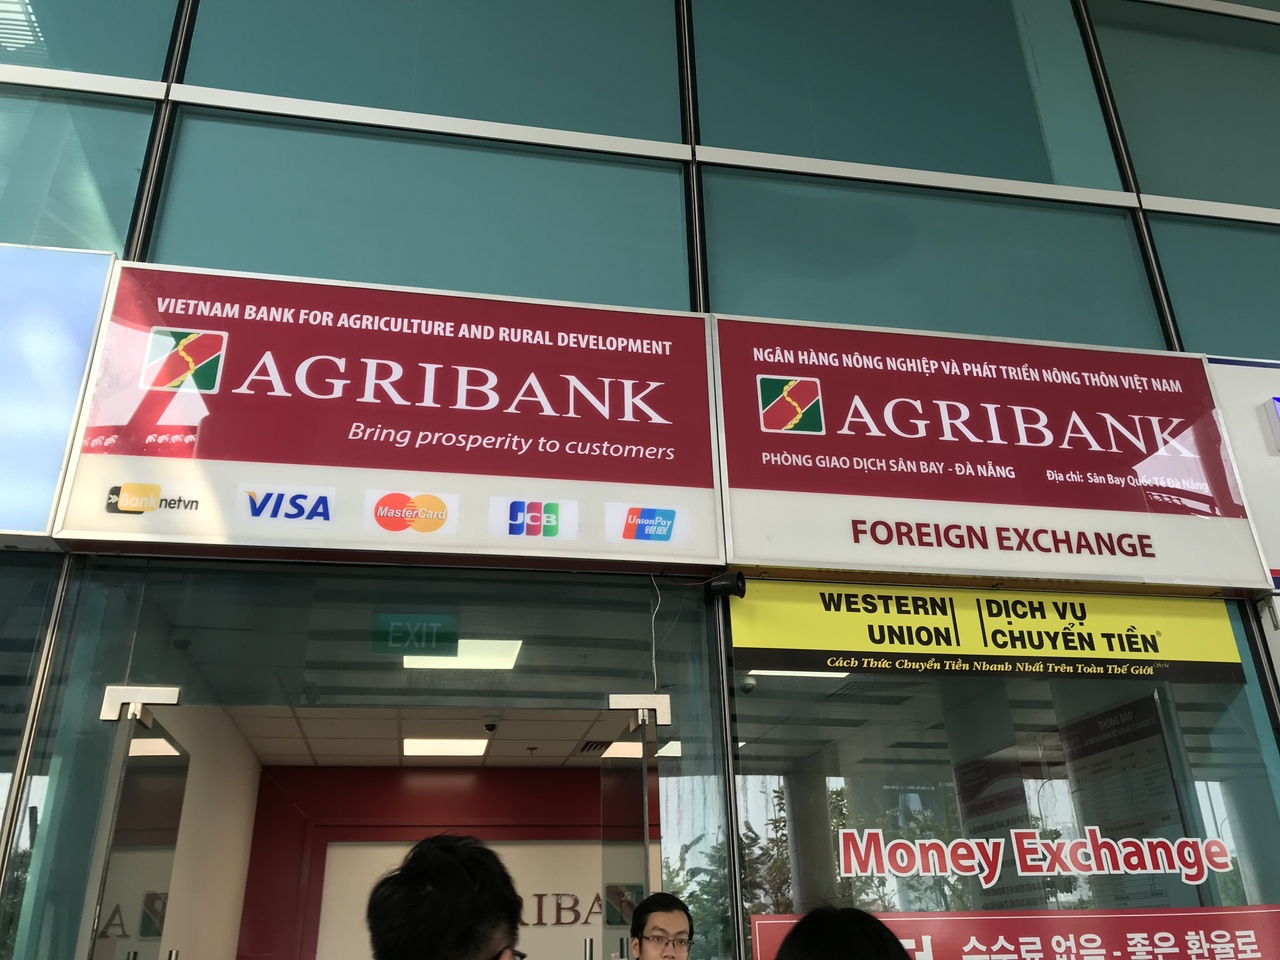 VIETNAM BANK FOR AGRICULTURE AND RURAL DEVELOPMENT
AGRIBANK
Bring prosperity to customers
Banknetvn
VISA
MasterCard
JCB
UnionPay
银联
NGÂN HÀNG NÔNG NGHIỆP VÀ PHÁT TRIỂN NÔNG THÔN VIỆT NAM
AGRIBANK
PHÒNG GIAO DỊCH SÂN BAY - ĐÀ NẴNG
Địa chỉ: Sân Bay Quốc Tế Đà Nẵng
FOREIGN EXCHANGE
WESTERN UNION
DỊCH VỤ CHUYỂN TIỀN®
Cách Thức Chuyển Tiền Nhanh Nhất Trên Toàn Thế Giới
EXIT
THÔNG BÁO
Money Exchange
수수료 없음 - 좋은 환율로
RIBA